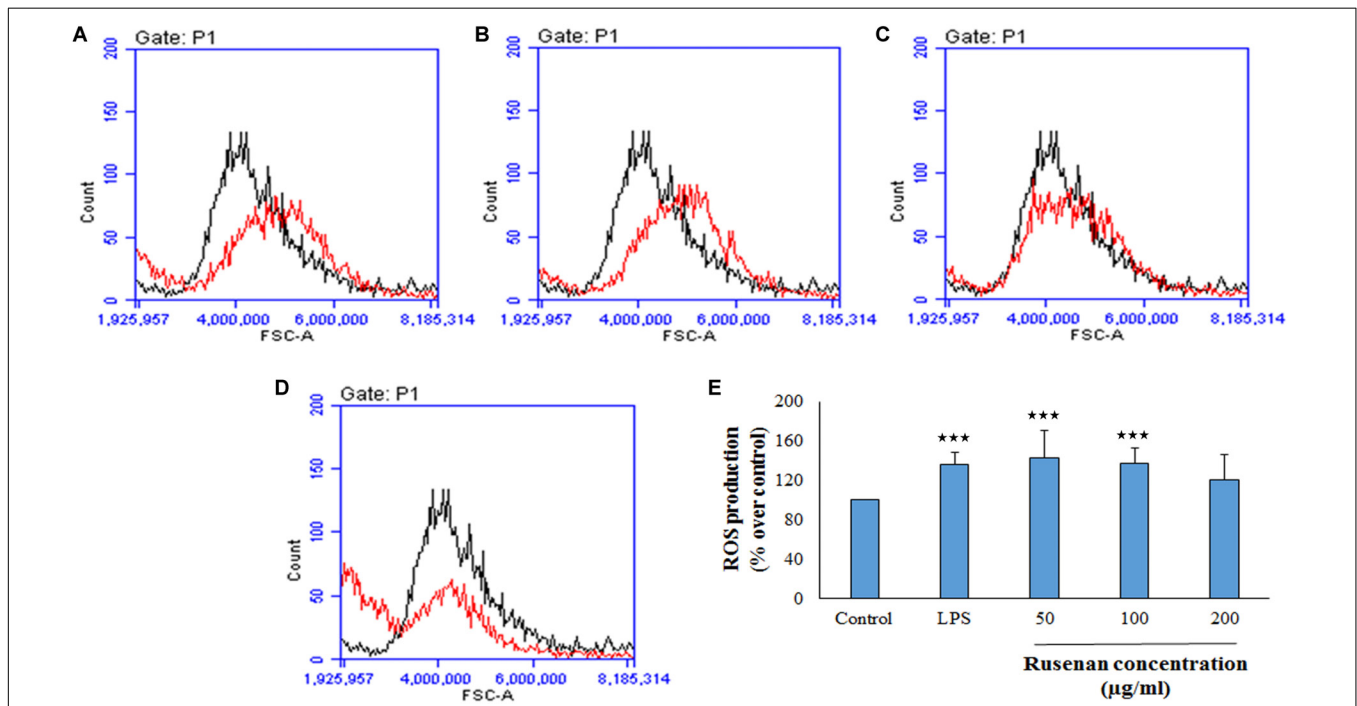 A
Gate: P1
200
150
100
50
0
Count
1,925,957 4,000,000 6,000,000 8,185,314
FSC-A
B
Gate: P1
200
150
100
50
0
Count
1,925,957 4,000,000 6,000,000 8,185,314
FSC-A
C
Gate: P1
200
150
100
50
0
Count
1,925,957 4,000,000 6,000,000 8,185,314
FSC-A
D
Gate: P1
200
150
100
50
0
Count
1,925,957 4,000,000 6,000,000 8,185,314
FSC-A
E
ROS production
(% over control)
200
160
120
80
40
0
★★★ ★★★ ★★★
Control LPS 50 100 200
Rusenan concentration
(µg/ml)